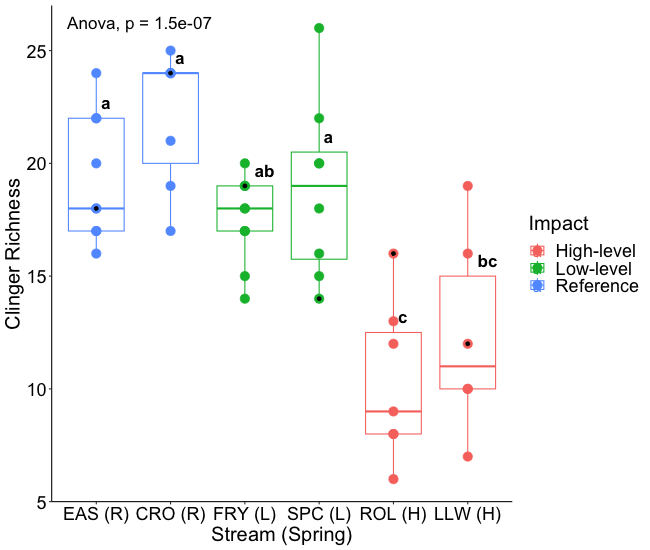 Anova, p = 1.5e-07
Clinger Richness
25
20
15
10
5
a
a
ab
a
c
bc
EAS (R) CRO (R) FRY (L) SPC (L) ROL (H) LLW (H)
Stream (Spring)
Impact
High-level
Low-level
Reference